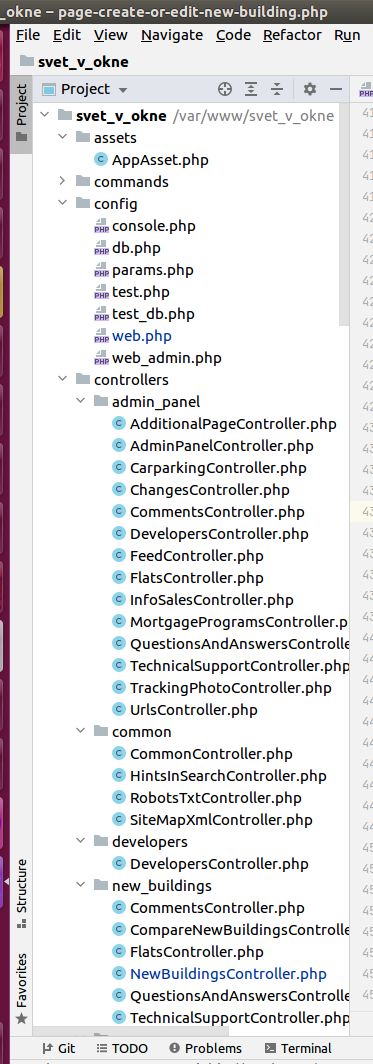 _okne – page-create-or-edit-new-building.php
File Edit View Navigate Code Refactor Run
svet_v_okne
Project
Project
svet_v_okne /var/www/svet_v_okne
assets
AppAsset.php
commands
config
console.php
db.php
params.php
test.php
test_db.php
web.php
web_admin.php
controllers
admin_panel
AdditionalPageController.php
AdminPanelController.php
CarparkingController.php
ChangesController.php
CommentsController.php
DevelopersController.php
FeedController.php
FlatsController.php
InfoSalesController.php
MortgageProgramsController.p
QuestionsAndAnswersControlle
TechnicalSupportController.php
TrackingPhotoController.php
UrlsController.php
common
CommonController.php
HintsInSearchController.php
RobotsTxtController.php
SiteMapXmlController.php
developers
DevelopersController.php
new_buildings
CommentsController.php
CompareNewBuildingsControlle
FlatsController.php
NewBuildingsController.php
QuestionsAndAnswersControlle
TechnicalSupportController.php
Structure
Favorites
Git TODO Problems Terminal